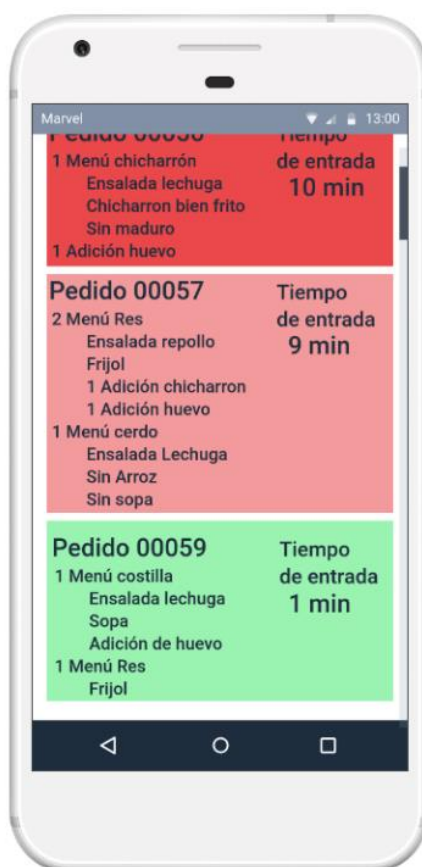 Marvel 13:00
Pedido 00056 Tiempo
1 Menú chicharrón de entrada
Ensalada lechuga 10 min
Chicharron bien frito
Sin maduro
1 Adición huevo
Pedido 00057 Tiempo
2 Menú Res de entrada
Ensalada repollo 9 min
Frijol
1 Adición chicharron
1 Adición huevo
1 Menú cerdo
Ensalada Lechuga
Sin Arroz
Sin sopa
Pedido 00059 Tiempo
1 Menú costilla de entrada
Ensalada lechuga 1 min
Sopa
Adición de huevo
1 Menú Res
Frijol